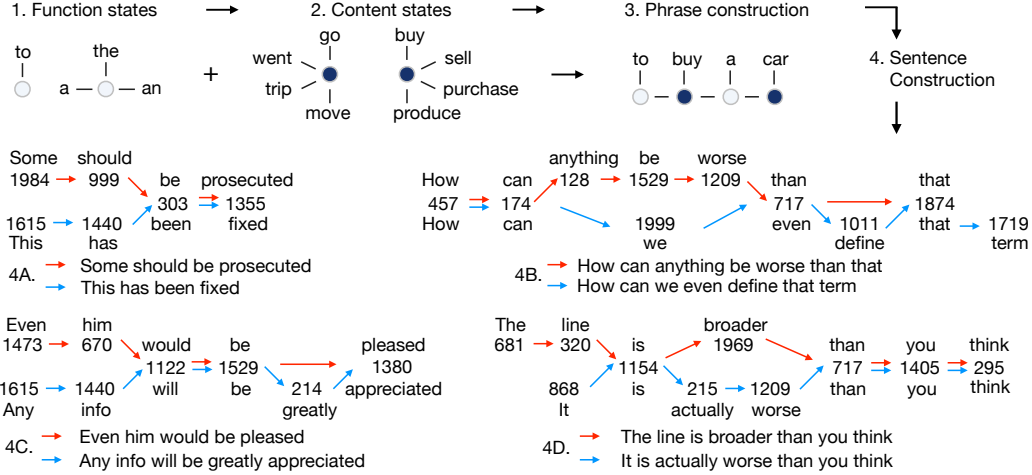 1. Function states
2. Content states
3. Phrase construction
4. Sentence
Construction
to
the
a
an
go
went
trip
move
buy
sell
purchase
produce
to buy a car
Some should
1984 999 be prosecuted
303 1355
1615 1440 been fixed
This has
4A. Some should be prosecuted
This has been fixed
anything be worse
How can 128 1529 1209 than that
457 174 717 1874
How can 1999 even 1011 that 1719
we define term
4B. How can anything be worse than that
How can we even define that term
Even him
1473 670 would be pleased
1122 1529 1380
1615 1440 will be 214 appreciated
Any info greatly
4C. Even him would be pleased
Any info will be greatly appreciated
The line broader
681 320 is 1969 than you think
1154 717 1405 295
868 is 215 1209 than you think
It actually worse
4D. The line is broader than you think
It is actually worse than you think